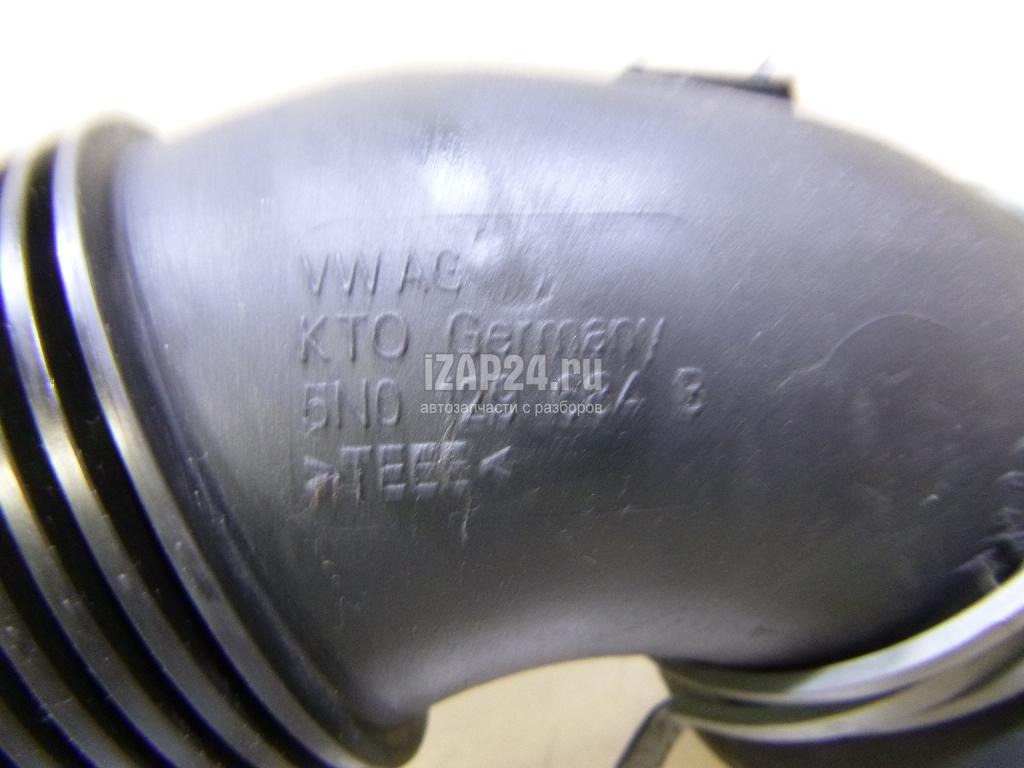 VW AG
KTO Germany
iZAP24.ru
5N0
автозапчасти с разборов
>TEEE<